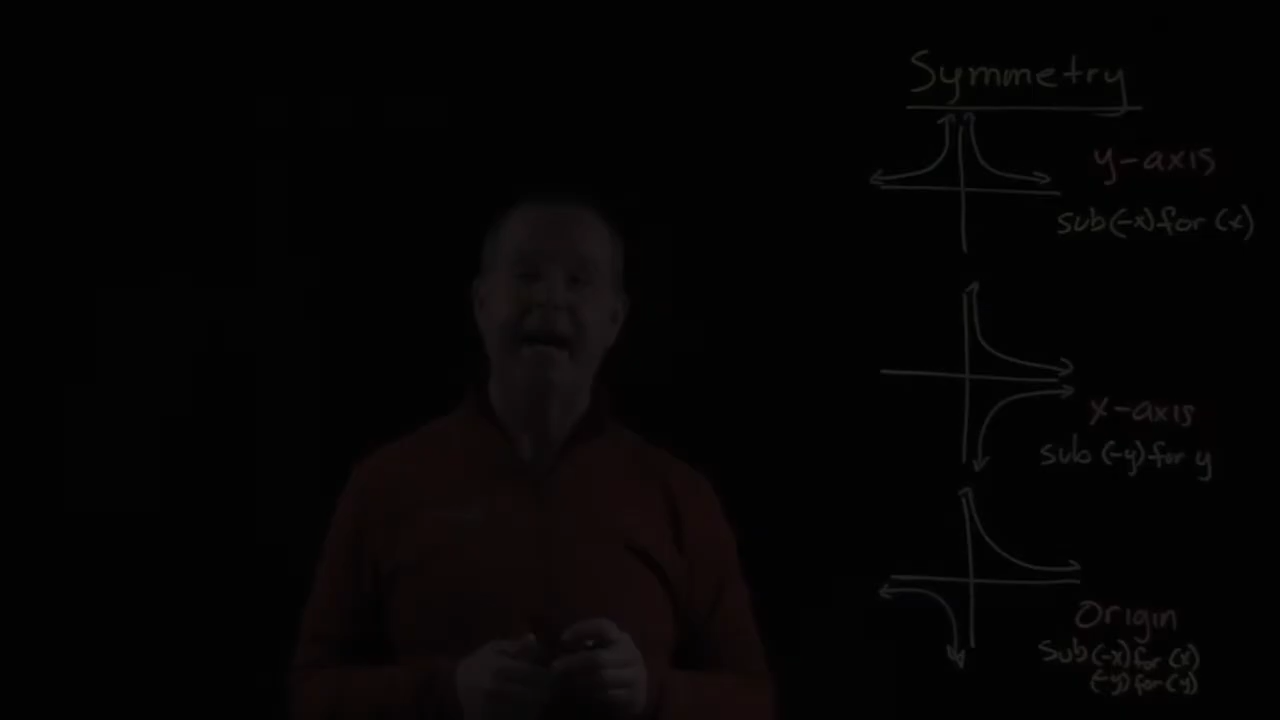 Symmetry
y-axis
sub (-x) for (x)
x-axis
sub (-y) for y
Origin
Sub (-x) for (x)
(-y) for (y)